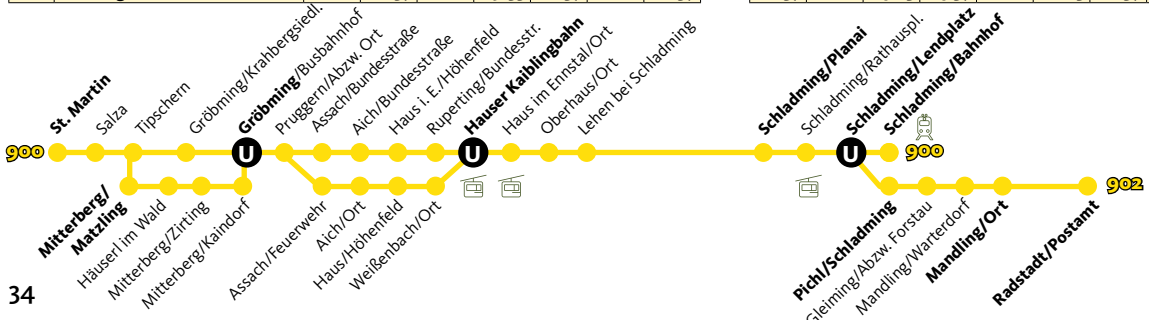 St. Martin
Salza
Tipschern
Gröbming/Krahbergsiedl.
Gröbming/Busbahnhof
Pruggern/Abzw. Ort
Assach/Bundesstraße
Aich/Bundesstraße
Haus i. E./Höhenfeld
Ruperting/Bundesstr.
Hauser Kaiblingbahn
Haus im Ennstal/Ort
Oberhaus/Ort
Lehen bei Schladming
Schladming/Planai
Schladming/Rathauspl.
Schladming/Lendplatz
Schladming/Bahnhof
900
U
U
U
900
902
Mitterberg/
Matzling
Häuserl im Wald
Mitterberg/Zirting
Mitterberg/Kaindorf
Assach/Feuerwehr
Aich/Ort
Haus/Höhenfeld
Weißenbach/Ort
Pichl/Schladming
Gleiming/Abzw. Forstau
Mandling/Warterdorf
Mandling/Ort
Radstadt/Postamt
34